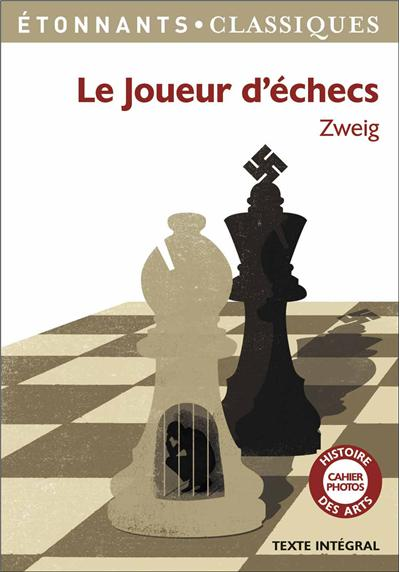 ÉTONNANTS • CLASSIQUES
Le Joueur d'échecs
Zweig
HISTOIRE
CAHIER
PHOTOS
DES ARTS
TEXTE INTÉGRAL